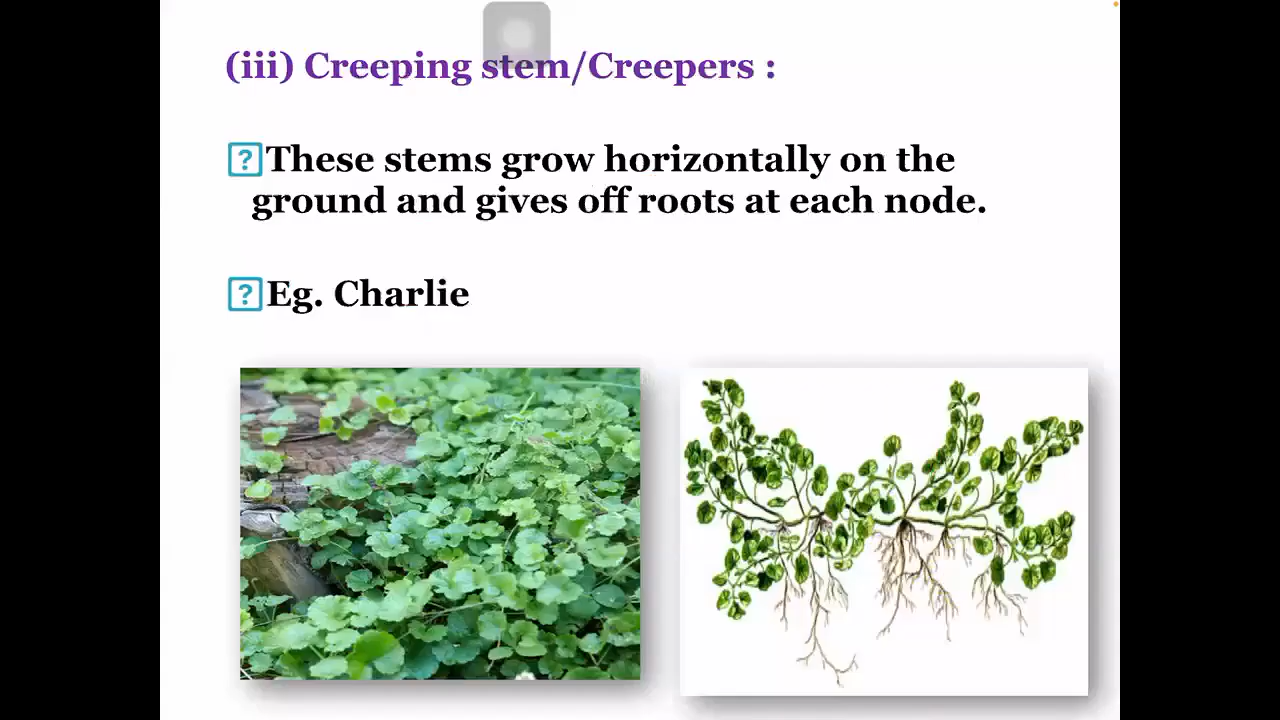 (iii) Creeping stem/Creepers :
?These stems grow horizontally on the
ground and gives off roots at each node.
?Eg. Charlie